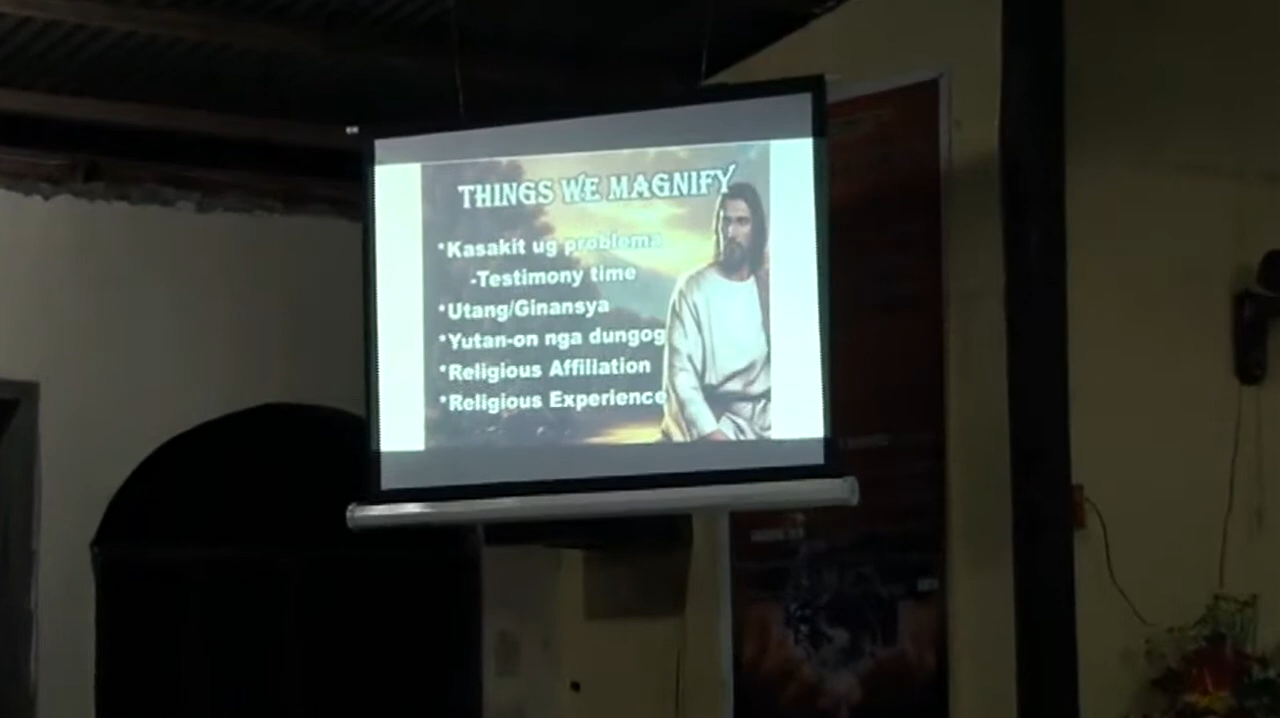 THINGS WE MAGNIFY
*Kasakit ug problema
-Testimony time
*Utang/Ginansya
*Yutan-on nga dungog
*Religious Affiliation
*Religious Experience